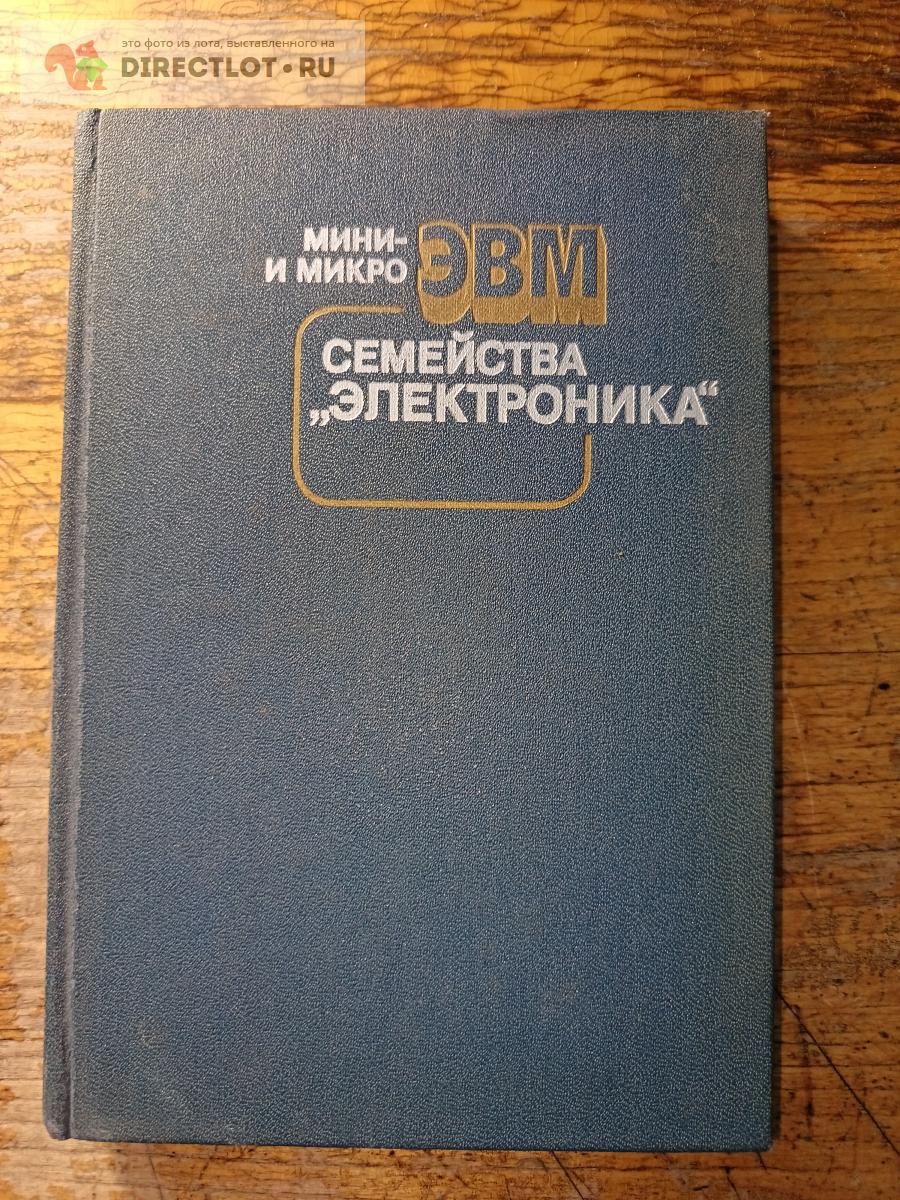 это фото из лота, выставленного на
DIRECTLOT•RU
МИНИ-
И МИКРО ЭВМ
СЕМЕЙСТВА
„ЭЛЕКТРОНИКА“